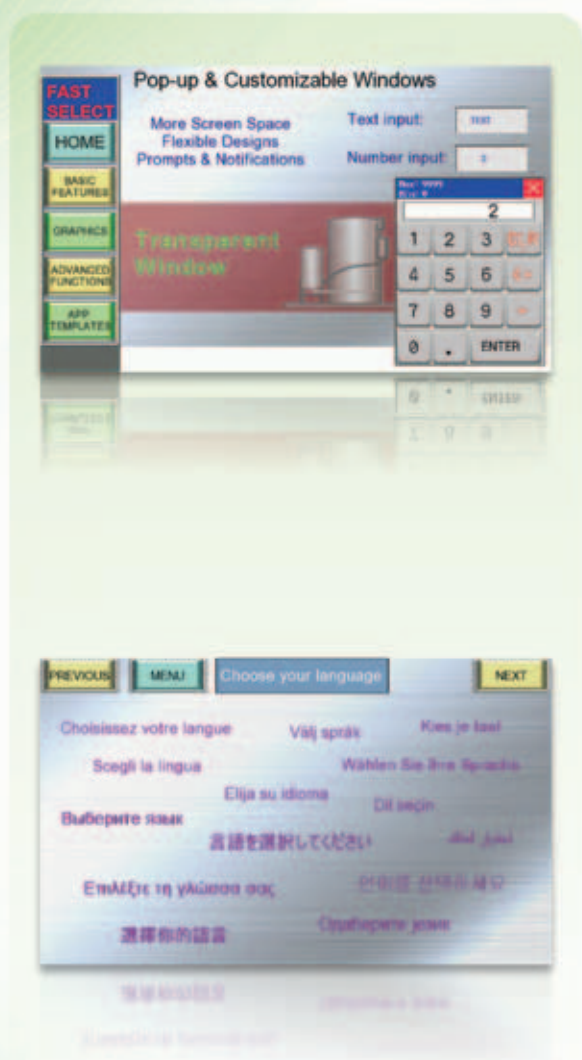 FAST
SELECT
HOME
BASIC
FEATURES
GRAPHICS
ADVANCED
FUNCTIONS
APP
TEMPLATES
Pop-up & Customizable Windows
More Screen Space
Flexible Designs
Prompts & Notifications
Text input:
Number input:
Transparent
Window
2
1 2 3
4 5 6
7 8 9
0 . ENTER
PREVIOUS MENU Choose your language NEXT
Choisissez votre langue Välj språk Kies je taal
Scegli la lingua Wählen Sie Ihre Sprache
Elija su idioma Dil seçin
Выберите язык
言語を選択してください
Επιλέξτε τη γλώσσα σας
選擇你的語言 Одаберите језик